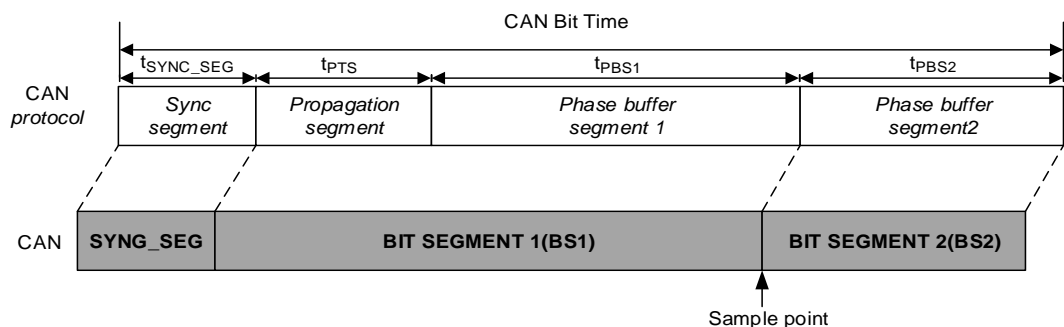 CAN Bit Time
tSYNC_SEG tPTS tPBS1 tPBS2
CAN protocol
Sync segment
Propagation segment
Phase buffer segment 1
Phase buffer segment2
CAN
SYNG_SEG
BIT SEGMENT 1(BS1)
BIT SEGMENT 2(BS2)
Sample point